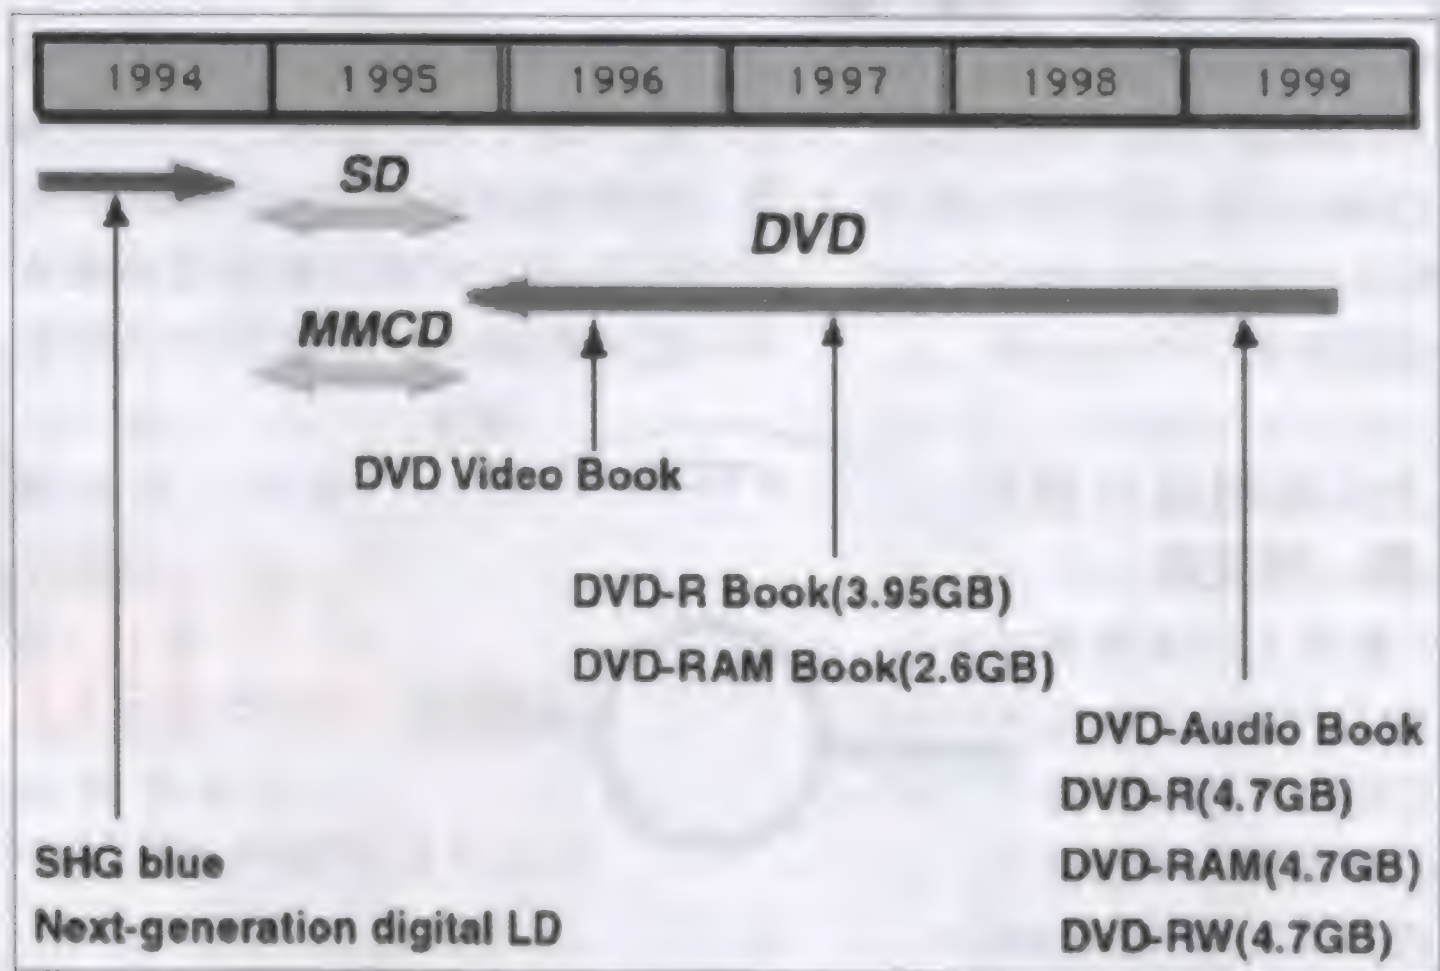 1994 1995 1996 1997 1998 1999
SD
DVD
MMCD
DVD Video Book
DVD-R Book(3.95GB)
DVD-RAM Book(2.6GB)
DVD-Audio Book
DVD-R(4.7GB)
DVD-RAM(4.7GB)
DVD-RW(4.7GB)
SHG blue
Next-generation digital LD